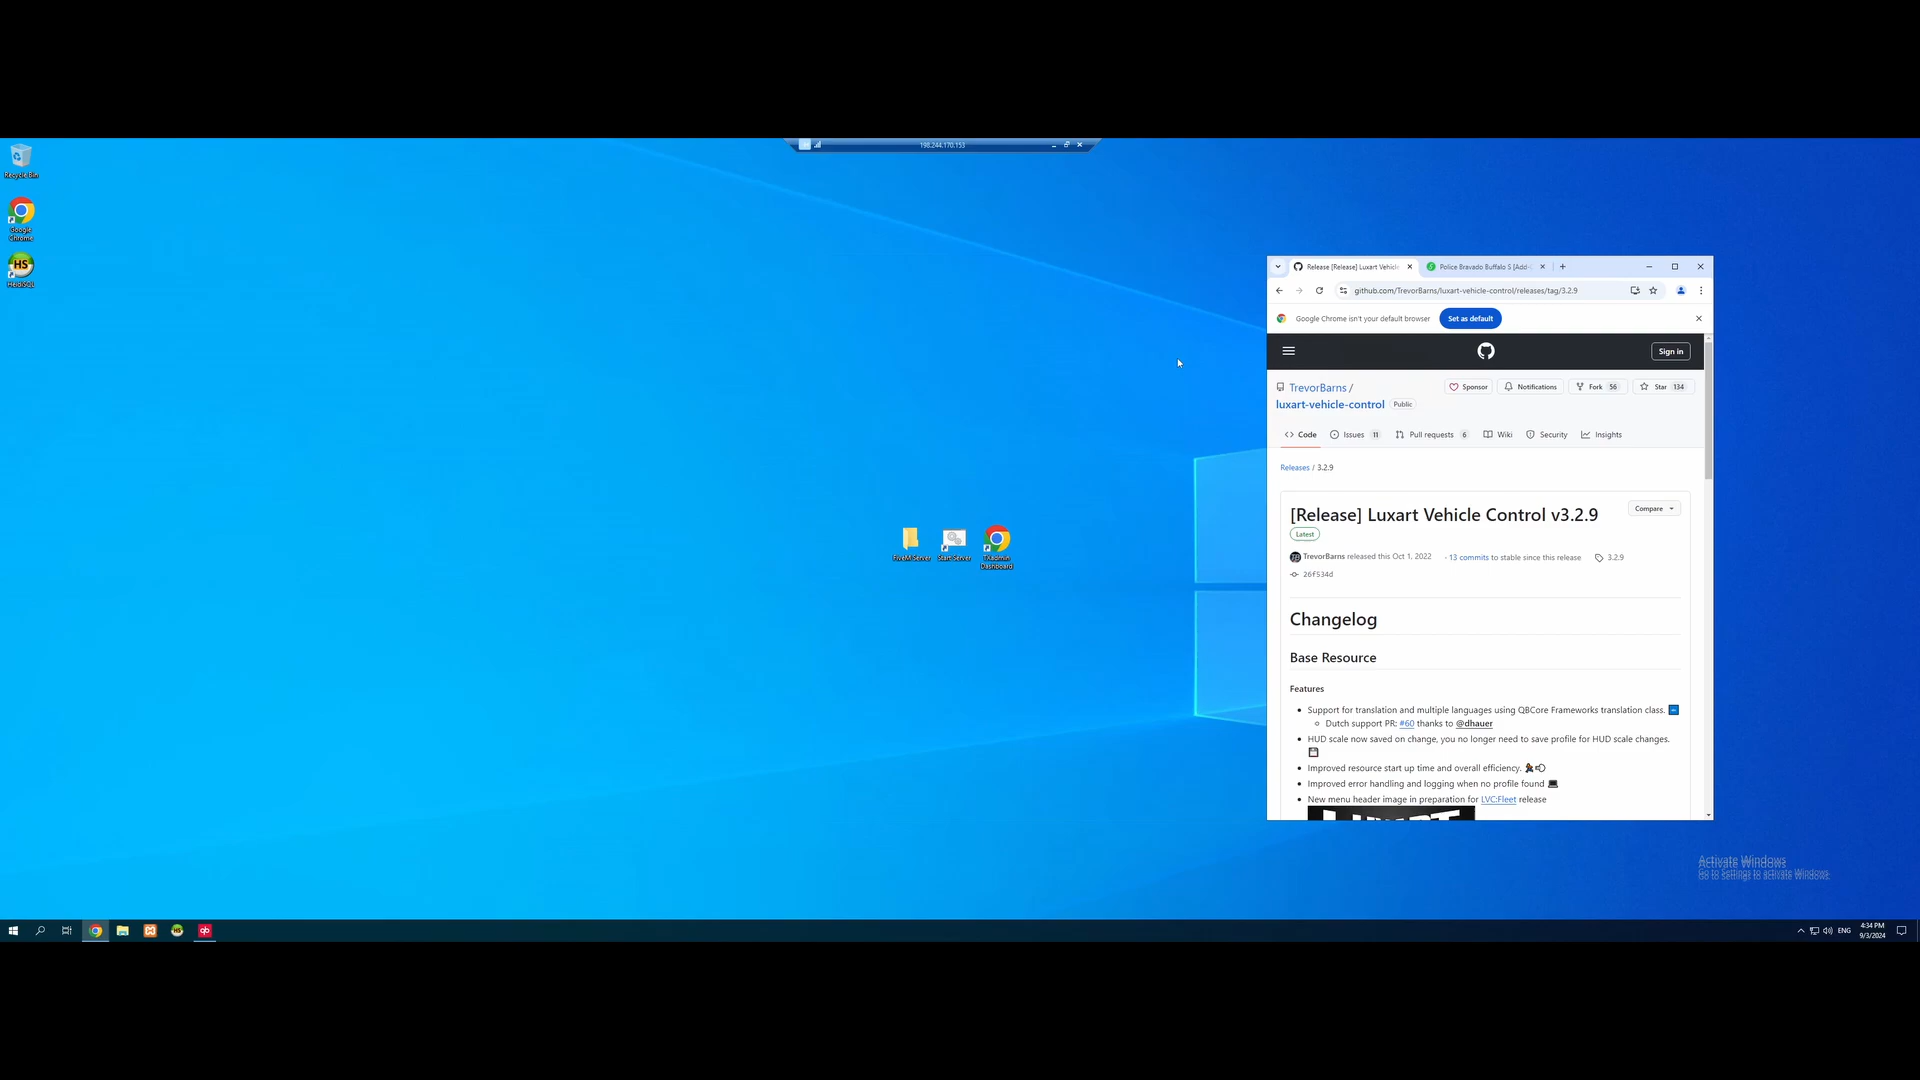 198.244.170.153
Recycle Bin
Google
Chrome
HeidiSQL
FiveM Server
Start Server
TXadmin
Dashboard
Release [Release] Luxart Vehicle
Police Bravado Buffalo S [Add-
github.com/TrevorBarns/luxart-vehicle-control/releases/tag/3.2.9
Google Chrome isn't your default browser
Set as default
Sign in
TrevorBarns /
luxart-vehicle-control
Public
Sponsor
Notifications
Fork 56
Star 134
Code
Issues 11
Pull requests 6
Wiki
Security
Insights
Releases / 3.2.9
[Release] Luxart Vehicle Control v3.2.9
Compare
Latest
TrevorBarns released this Oct 1, 2022
· 13 commits to stable since this release
3.2.9
26f534d
Changelog
Base Resource
Features
Support for translation and multiple languages using QBCore Frameworks translation class.
Dutch support PR: #60 thanks to @dhauer
HUD scale now saved on change, you no longer need to save profile for HUD scale changes.
Improved resource start up time and overall efficiency.
Improved error handling and logging when no profile found
New menu header image in preparation for LVC:Fleet release
LUXART
Activate Windows
Go to Settings to activate Windows.
ENG
4:34 PM
9/3/2024